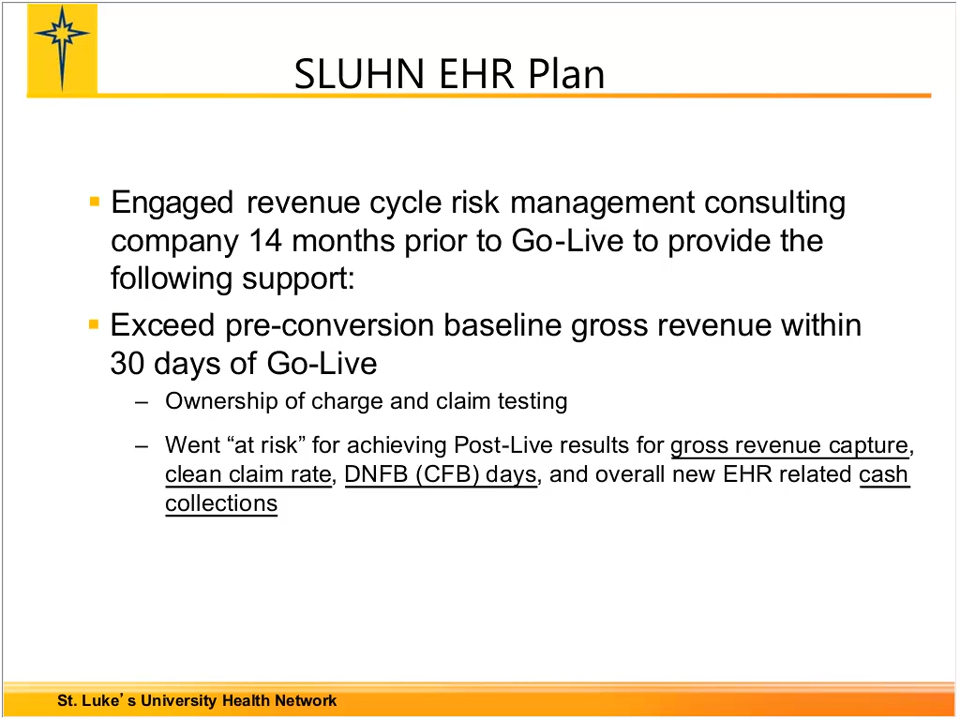 SLUHN EHR Plan
Engaged revenue cycle risk management consulting
company 14 months prior to Go-Live to provide the
following support:
Exceed pre-conversion baseline gross revenue within
30 days of Go-Live
– Ownership of charge and claim testing
– Went “at risk” for achieving Post-Live results for gross revenue capture,
clean claim rate, DNFB (CFB) days, and overall new EHR related cash
collections
St. Luke’s University Health Network